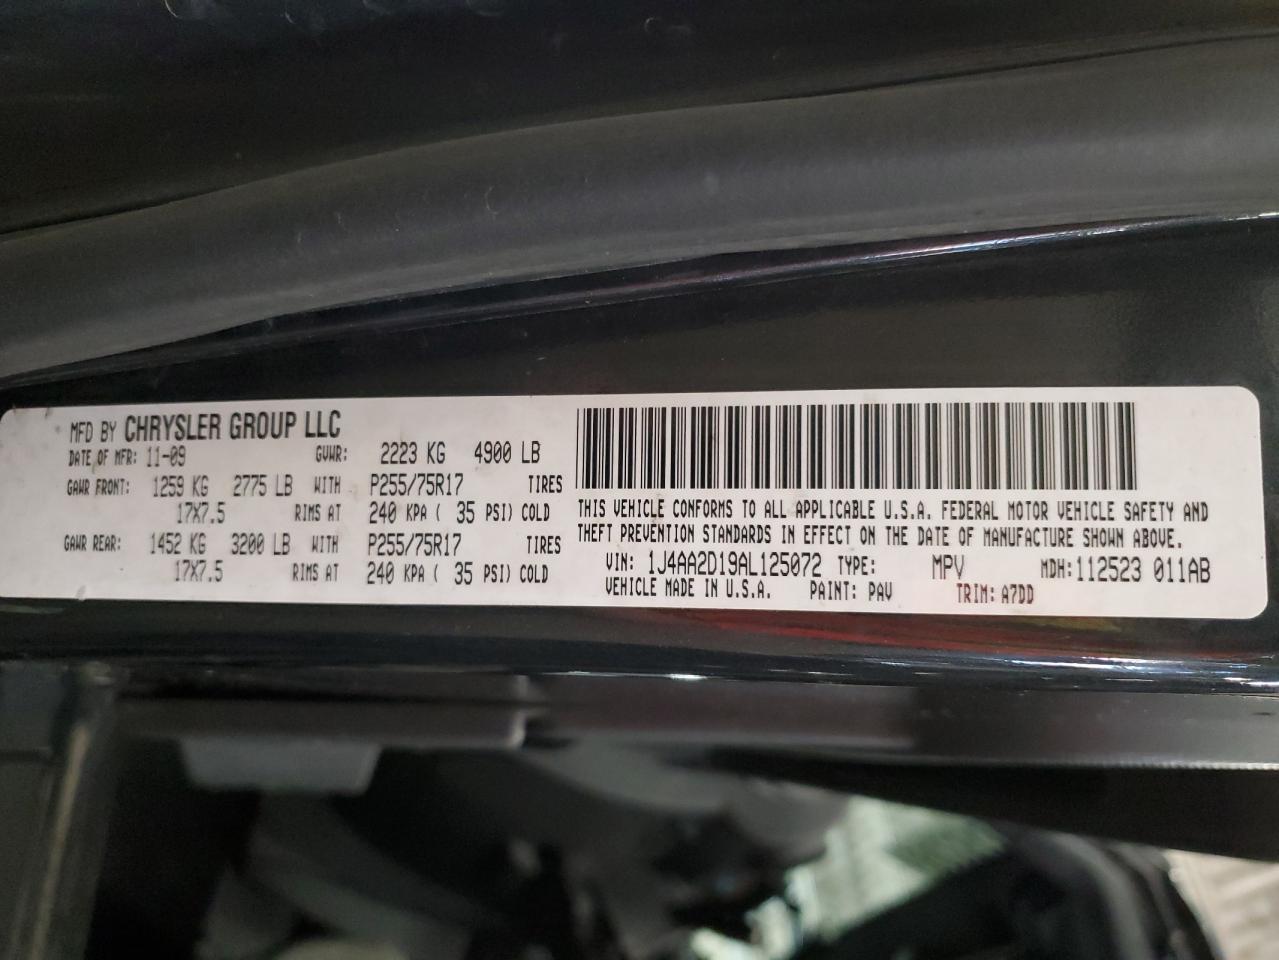 MFD BY CHRYSLER GROUP LLC
DATE OF MFR: 11-09 GVWR: 2223 KG 4900 LB
GAWR FRONT: 1259 KG 2775 LB WITH P255/75R17 TIRES
17X7.5 RIMS AT 240 KPA ( 35 PSI) COLD
GAWR REAR: 1452 KG 3200 LB WITH P255/75R17 TIRES
17X7.5 RIMS AT 240 KPA ( 35 PSI) COLD
THIS VEHICLE CONFORMS TO ALL APPLICABLE U.S.A. FEDERAL MOTOR VEHICLE SAFETY AND
THEFT PREVENTION STANDARDS IN EFFECT ON THE DATE OF MANUFACTURE SHOWN ABOVE.
VIN: 1J4AA2D19AL125072 TYPE: MPV MDH:112523 011AB
VEHICLE MADE IN U.S.A. PAINT: PAV TRIM: A7DD